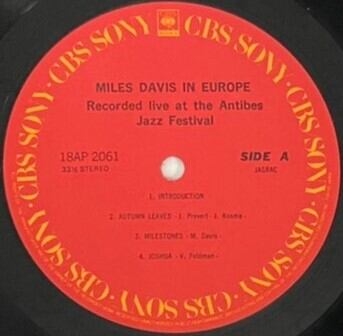 CBS SONY · CBS SONY · CBS SONY · CBS SONY · CBS SONY · CBS SONY · CBS SONY
MILES DAVIS IN EUROPE
Recorded live at the Antibes
Jazz Festival
18AP 2061
33⅓ STEREO
SIDE A
JASRAC
1. INTRODUCTION
2. AUTUMN LEAVES - J. Prevert - J. Kosma -
3. MILESTONES - M. Davis -
4. JOSHUA - V. Feldman -